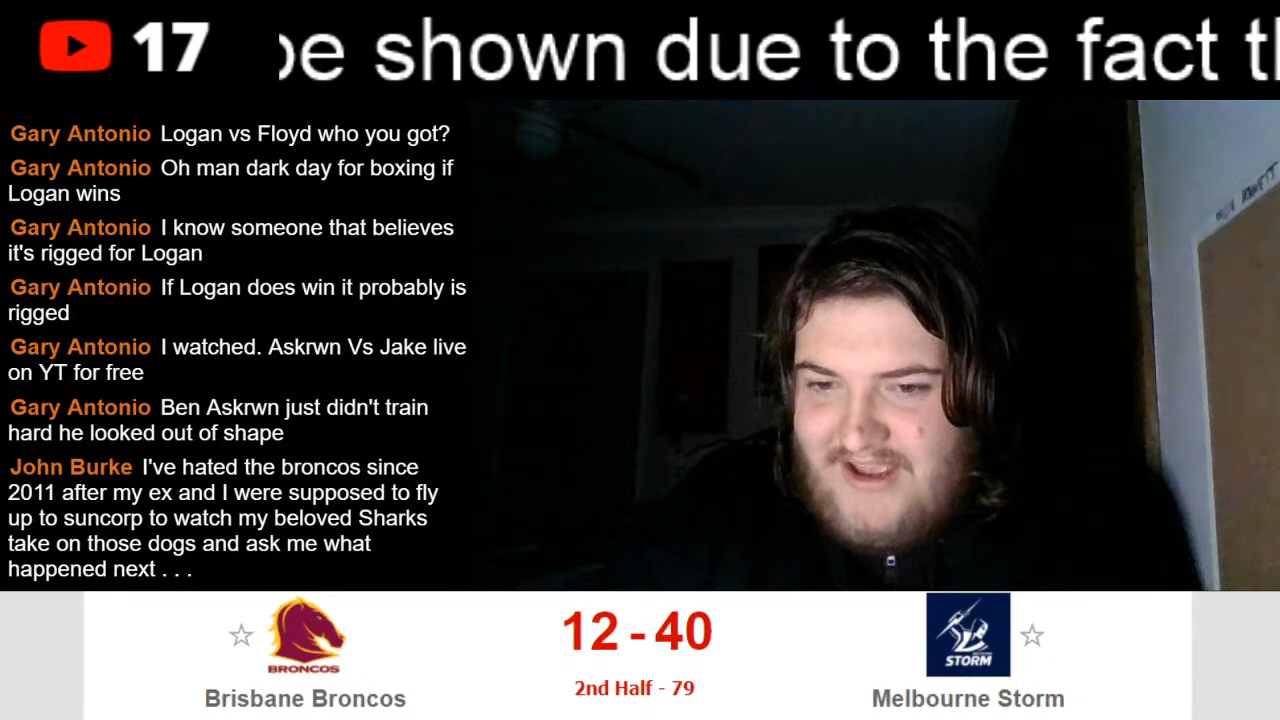 17
be shown due to the fact th
Gary Antonio Logan vs Floyd who you got?
Gary Antonio Oh man dark day for boxing if
Logan wins
Gary Antonio I know someone that believes
it's rigged for Logan
Gary Antonio If Logan does win it probably is
rigged
Gary Antonio I watched. Askrwn Vs Jake live
on YT for free
Gary Antonio Ben Askrwn just didn't train
hard he looked out of shape
John Burke I've hated the broncos since
2011 after my ex and I were supposed to fly
up to suncorp to watch my beloved Sharks
take on those dogs and ask me what
happened next . . .
BRONCOS
Brisbane Broncos
12 - 40
2nd Half - 79
STORM
Melbourne Storm